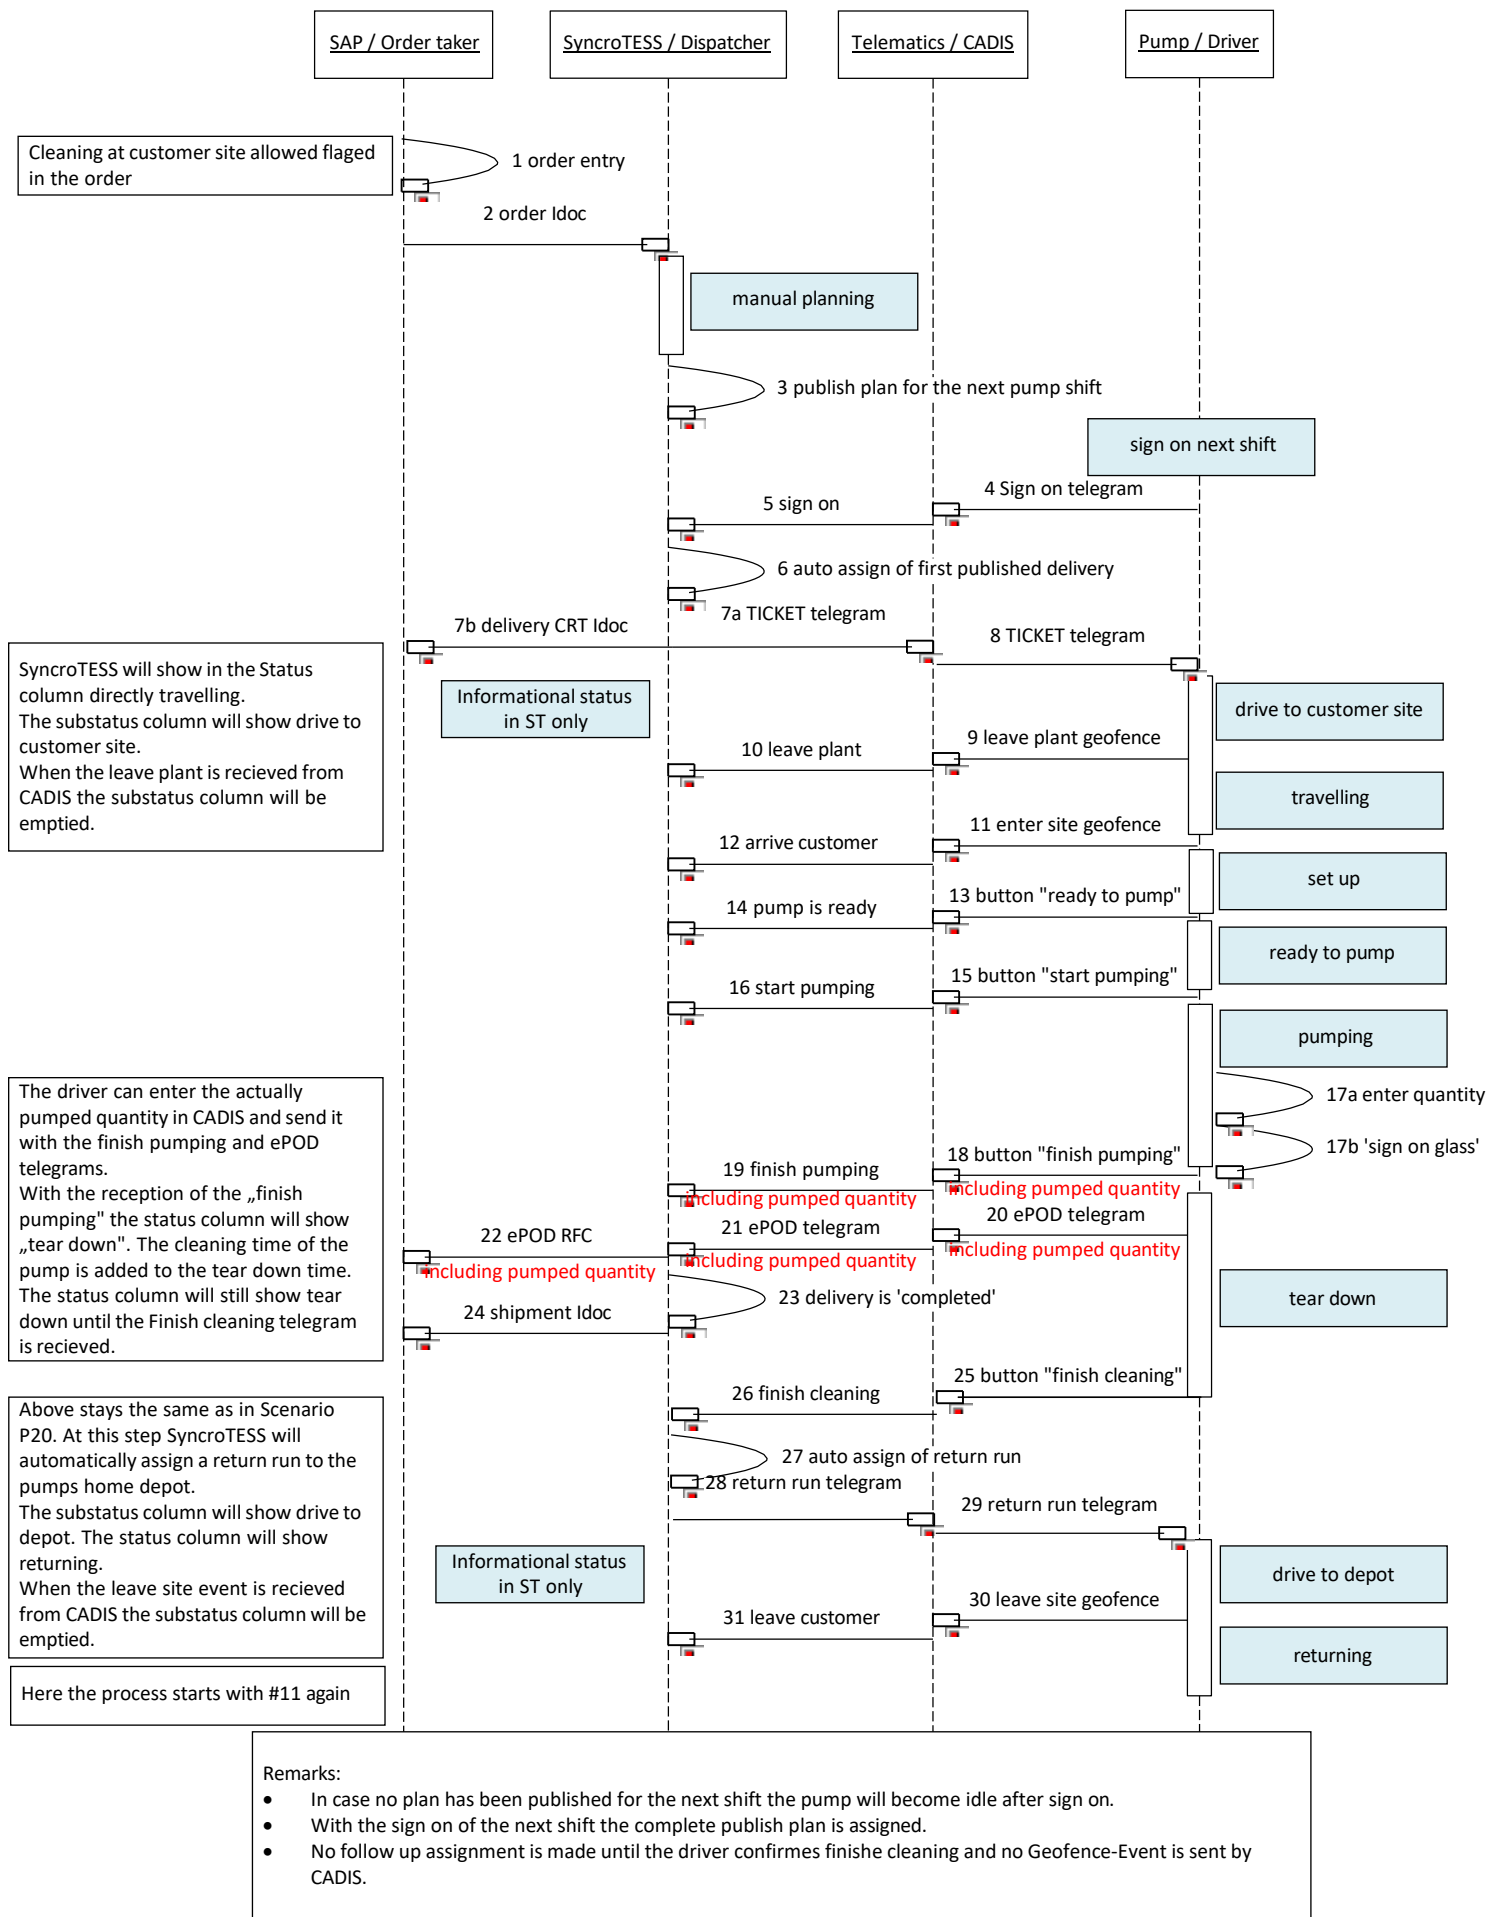 SAP / Order taker
SyncroTESS / Dispatcher
Telematics / CADIS
Pump / Driver
Cleaning at customer site allowed flaged
in the order
1 order entry
2 order Idoc
manual planning
3 publish plan for the next pump shift
sign on next shift
4 Sign on telegram
5 sign on
6 auto assign of first published delivery
7a TICKET telegram
7b delivery CRT Idoc
8 TICKET telegram
SyncroTESS will show in the Status
column directly travelling.
The substatus column will show drive to
customer site.
When the leave plant is recieved from
CADIS the substatus column will be
emptied.
Informational status
in ST only
drive to customer site
9 leave plant geofence
10 leave plant
travelling
11 enter site geofence
12 arrive customer
set up
13 button "ready to pump"
14 pump is ready
ready to pump
15 button "start pumping"
16 start pumping
pumping
The driver can enter the actually
pumped quantity in CADIS and send it
with the finish pumping and ePOD
telegrams.
With the reception of the „finish
pumping" the status column will show
„tear down". The cleaning time of the
pump is added to the tear down time.
The status column will still show tear
down until the Finish cleaning telegram
is recieved.
17a enter quantity
17b 'sign on glass'
18 button "finish pumping"
including pumped quantity
19 finish pumping
including pumped quantity
20 ePOD telegram
including pumped quantity
21 ePOD telegram
including pumped quantity
22 ePOD RFC
including pumped quantity
23 delivery is 'completed'
tear down
24 shipment Idoc
25 button "finish cleaning"
26 finish cleaning
Above stays the same as in Scenario
P20. At this step SyncroTESS will
automatically assign a return run to the
pumps home depot.
The substatus column will show drive to
depot. The status column will show
returning.
When the leave site event is recieved
from CADIS the substatus column will be
emptied.
27 auto assign of return run
28 return run telegram
29 return run telegram
Informational status
in ST only
drive to depot
30 leave site geofence
31 leave customer
returning
Here the process starts with #11 again
Remarks:
• In case no plan has been published for the next shift the pump will become idle after sign on.
• With the sign on of the next shift the complete publish plan is assigned.
• No follow up assignment is made until the driver confirmes finishe cleaning and no Geofence-Event is sent by
CADIS.